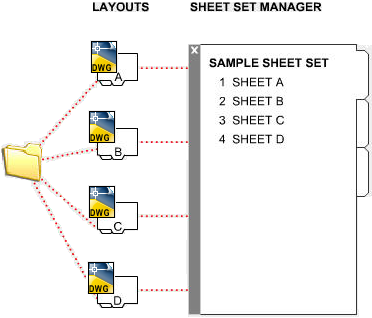 LAYOUTS SHEET SET MANAGER
X
SAMPLE SHEET SET
1 SHEET A
2 SHEET B
3 SHEET C
4 SHEET D
DWG
A
DWG
B
DWG
C
DWG
D